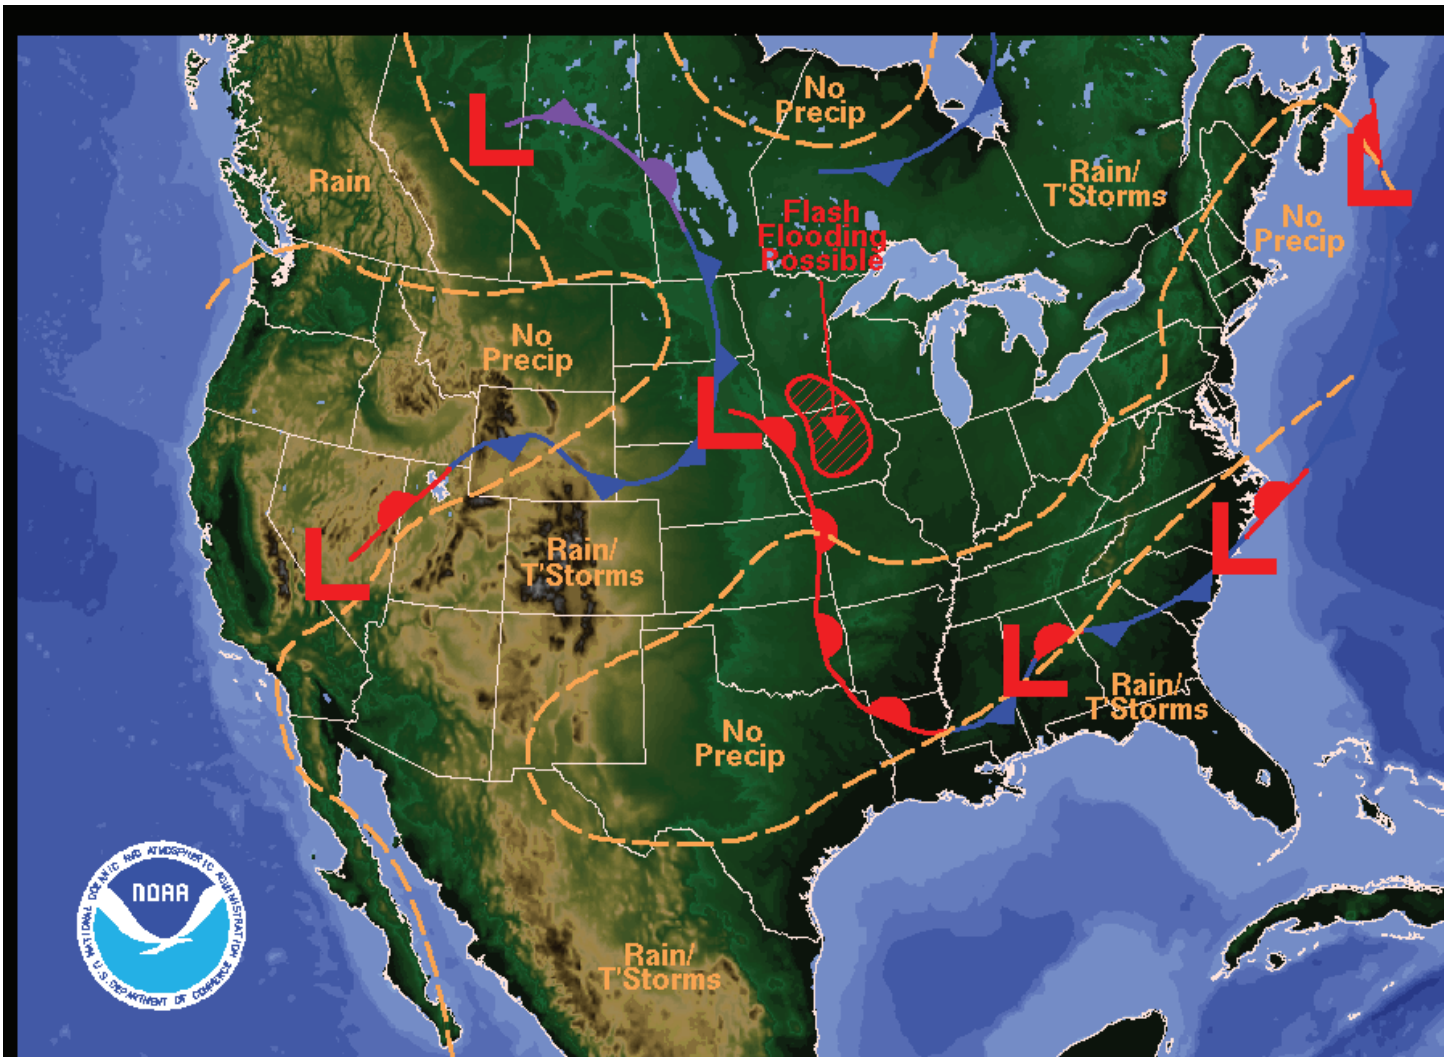 No
Precip
Rain
Rain/
T'Storms
Flash
Flooding
Possible
No
Precip
No
Precip
Rain/
T'Storms
Rain/
T'Storms
No
Precip
Rain/
T'Storms
L
L
L
L
L
L
NATIONAL OCEANIC AND ATMOSPHERIC ADMINISTRATION
NOAA
U.S. DEPARTMENT OF COMMERCE